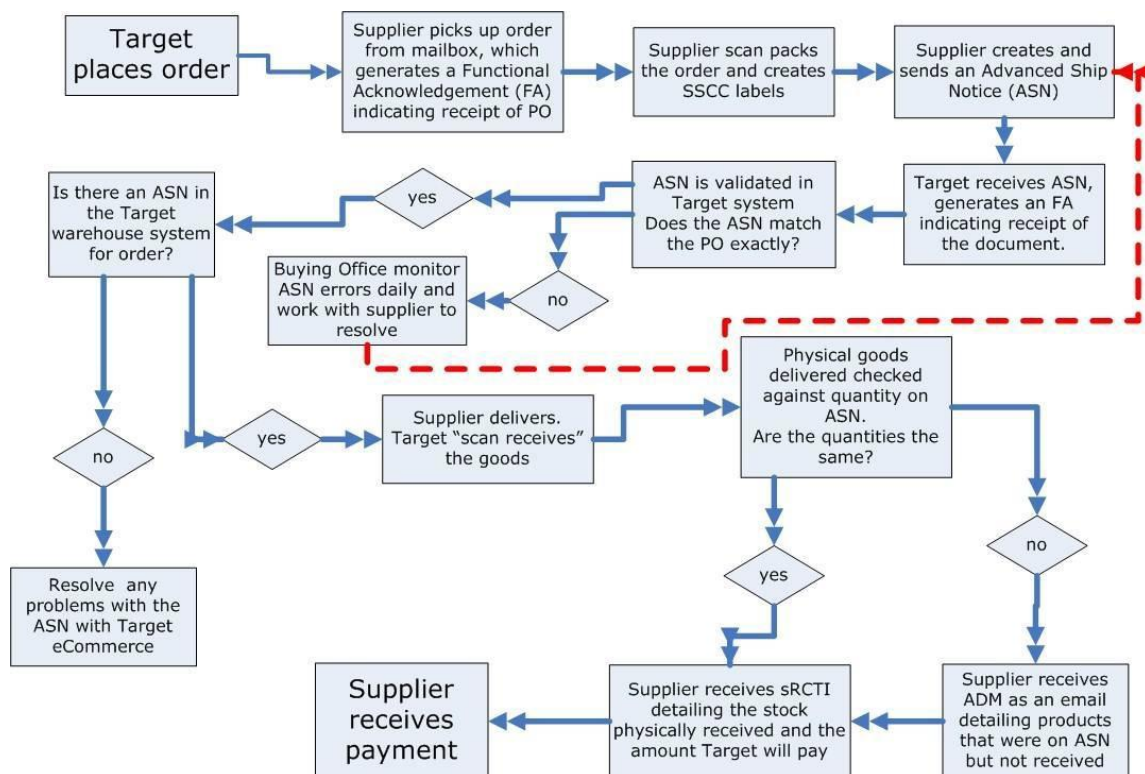 Target
places order
Supplier picks up order
from mailbox, which
generates a Functional
Acknowledgement (FA)
indicating receipt of PO
Supplier scan packs
the order and creates
SSCC labels
Supplier creates and
sends an Advanced Ship
Notice (ASN)
Is there an ASN in
the Target
warehouse system
for order?
yes
ASN is validated in
Target system
Does the ASN match
the PO exactly?
Target receives ASN,
generates an FA
indicating receipt of
the document.
Buying Office monitor
ASN errors daily and
work with supplier to
resolve
no
Physical goods
delivered checked
against quantity on
ASN.
Are the quantities the
same?
no
yes
Supplier delivers.
Target “scan receives”
the goods
yes
no
Resolve any
problems with the
ASN with Target
eCommerce
Supplier
receives
payment
Supplier receives sRCTI
detailing the stock
physically received and the
amount Target will pay
Supplier receives
ADM as an email
detailing products
that were on ASN
but not received